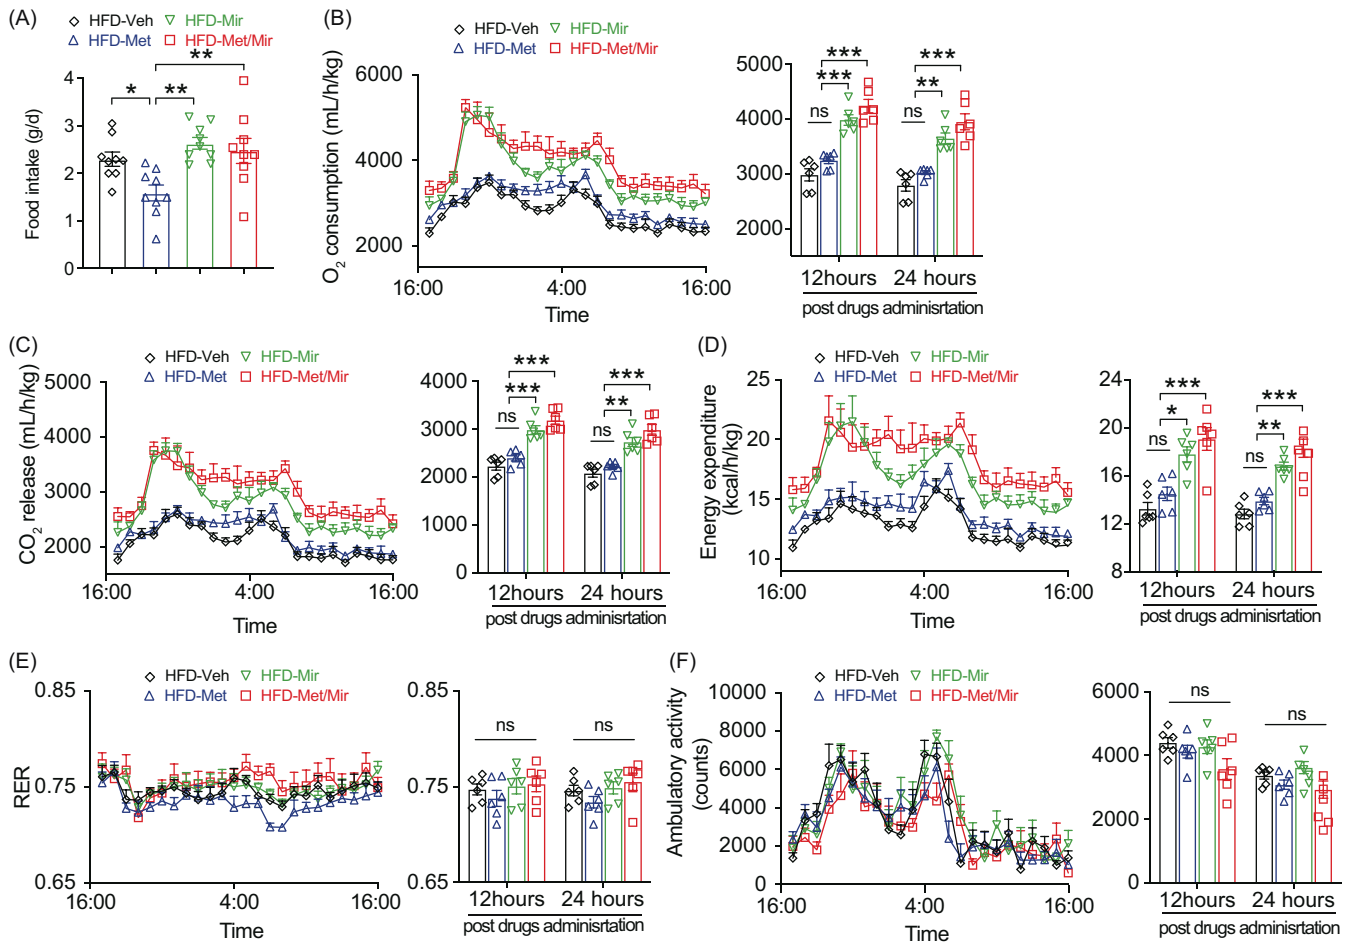 (A)
HFD-Veh HFD-Mir
HFD-Met HFD-Met/Mir
Food intake (g/d)
4
3
2
1
0
* ** **
(B)
HFD-Veh HFD-Mir
HFD-Met HFD-Met/Mir
O2 consumption (mL/h/kg)
6000
4000
2000
16:00 4:00 16:00
Time
5000
4000
3000
2000
ns *** ***
ns ** ***
12hours 24 hours
post drugs adminisrtation
(C)
HFD-Veh HFD-Mir
HFD-Met HFD-Met/Mir
CO2 release (mL/h/kg)
5000
4000
3000
2000
16:00 4:00 16:00
Time
4000
3000
2000
1000
0
ns *** ***
ns ** ***
12hours 24 hours
post drugs adminisrtation
(D)
HFD-Veh HFD-Mir
HFD-Met HFD-Met/Mir
Energy expenditure
(kcal/h/kg)
25
20
15
10
16:00 4:00 16:00
Time
24
20
16
12
8
ns * ***
ns ** ***
12hours 24 hours
post drugs adminisrtation
(E)
HFD-Veh HFD-Mir
HFD-Met HFD-Met/Mir
RER
0.85
0.75
0.65
16:00 4:00 16:00
Time
0.85
0.75
0.65
ns ns
12hours 24 hours
post drugs adminisrtation
(F)
HFD-Veh HFD-Mir
HFD-Met HFD-Met/Mir
Ambulatory activity
(counts)
10000
8000
6000
4000
2000
0
16:00 4:00 16:00
Time
6000
4000
2000
0
ns ns
12hours 24 hours
post drugs adminisrtation